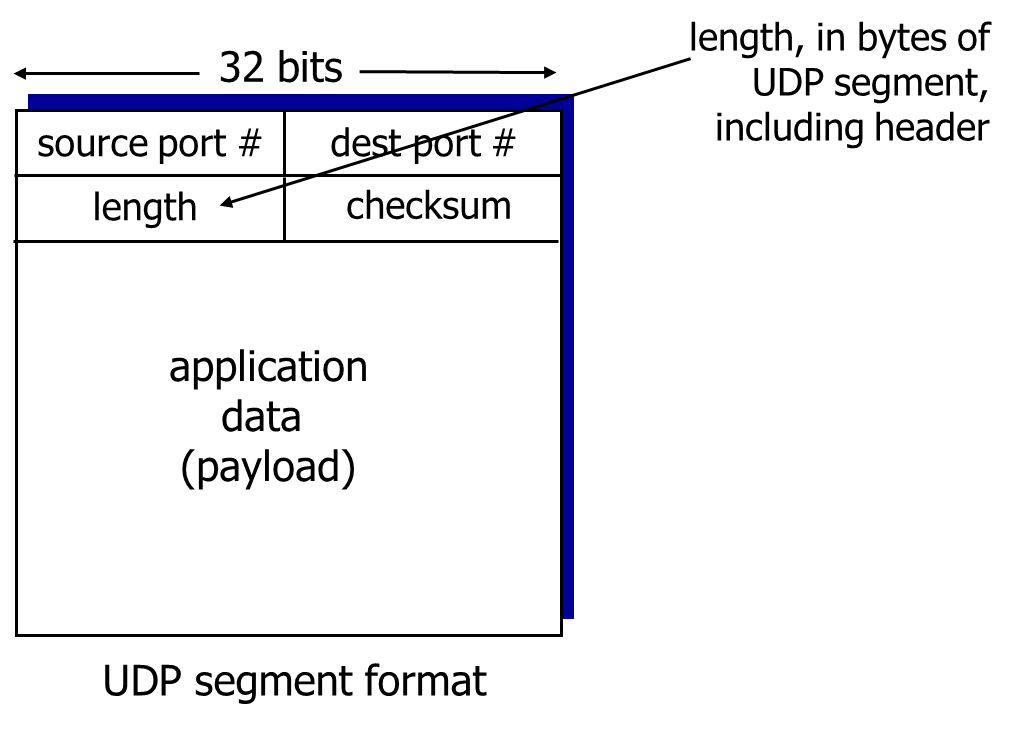 32 bits
length, in bytes of
UDP segment,
including header
source port #
dest port #
length
checksum
application
data
(payload)
UDP segment format